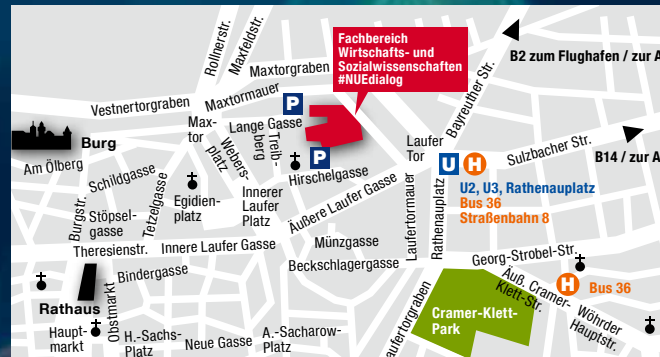 Rollnerstr.
Maxfeldstr.
Fachbereich
Wirtschafts- und
Sozialwissenschaften
#NUEdialog
B2 zum Flughafen / zur A
Bayreuther Str.
Maxtorgraben
Vestnertorgraben
Maxtormauer
P
Max-
tor
Lange Gasse
Treib-
berg
Webers-
platz
P
Hirschelgasse
Laufer
Tor
Sulzbacher Str.
B14 / zur A
Burg
Am Ölberg
Schildgasse
Burgstr.
Stöpsel-
gasse
Tetzelgasse
Egidien-
platz
Innerer
Laufer
Platz
Äußere Laufer Gasse
Laufertormauer
Rathenauplatz
U
H
U2, U3, Rathenauplatz
Bus 36
Straßenbahn 8
Theresienstr.
Innere Laufer Gasse
Münzgasse
Beckschlagergasse
Bindergasse
Georg-Strobel-Str.
Äuß. Cramer-
Klett-Str.
H
Bus 36
Wöhrder
Hauptstr.
Rathaus
Obstmarkt
Haupt-
markt
H.-Sachs-
Platz
Neue Gasse
A.-Sacharow-
Platz
aufertorgraben
Cramer-Klett-
Park